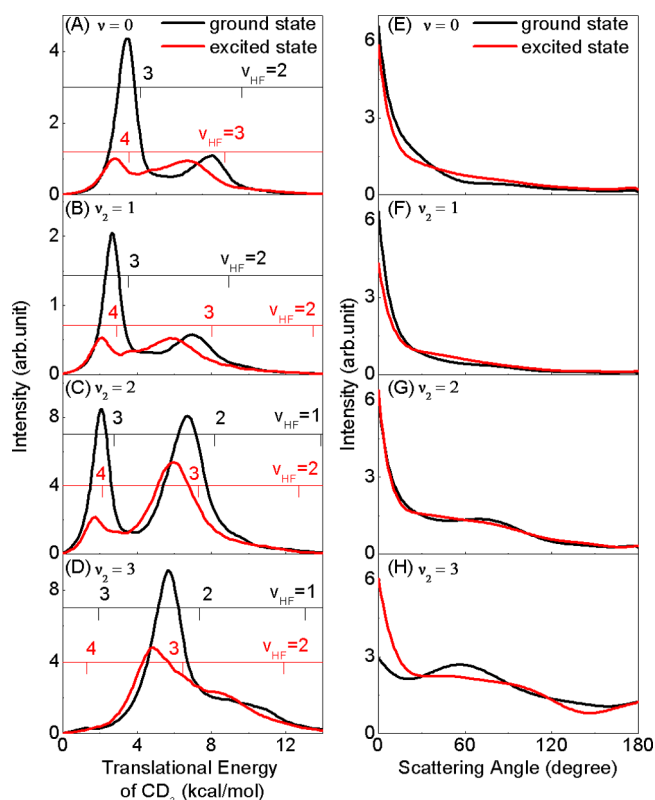 (A) ν = 0
ground state
excited state
3
v_HF=2
4
v_HF=3
4
2
0
(B) ν₂ = 1
3
v_HF=2
4
3
v_HF=2
2
1
0
(C) ν₂ = 2
3
2
v_HF=1
4
3
v_HF=2
8
4
0
(D) ν₂ = 3
3
2
v_HF=1
4
3
v_HF=2
8
4
0
0 4 8 12
Intensity (arb.unit)
Translational Energy
of CD₃ (kcal/mol)
(E) ν = 0
ground state
excited state
6
3
0
(F) ν₂ = 1
6
3
0
(G) ν₂ = 2
6
3
0
(H) ν₂ = 3
6
3
0
0 60 120 180
Intensity (arb.unit)
Scattering Angle (degree)